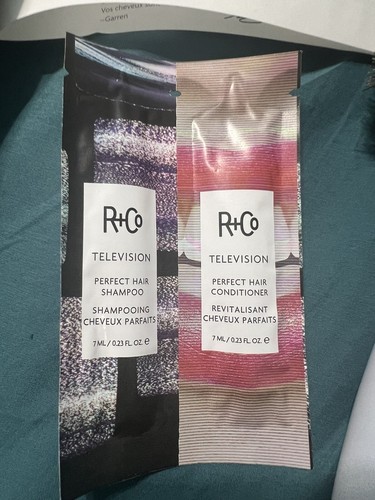 Vos cheveux
–Garren
R+Co
TELEVISION
PERFECT HAIR
SHAMPOO
SHAMPOOING
CHEVEUX PARFAITS
7 ML / 0.23 FL. OZ. ℮
R+Co
TELEVISION
PERFECT HAIR
CONDITIONER
REVITALISANT
CHEVEUX PARFAITS
7 ML / 0.23 FL. OZ. ℮